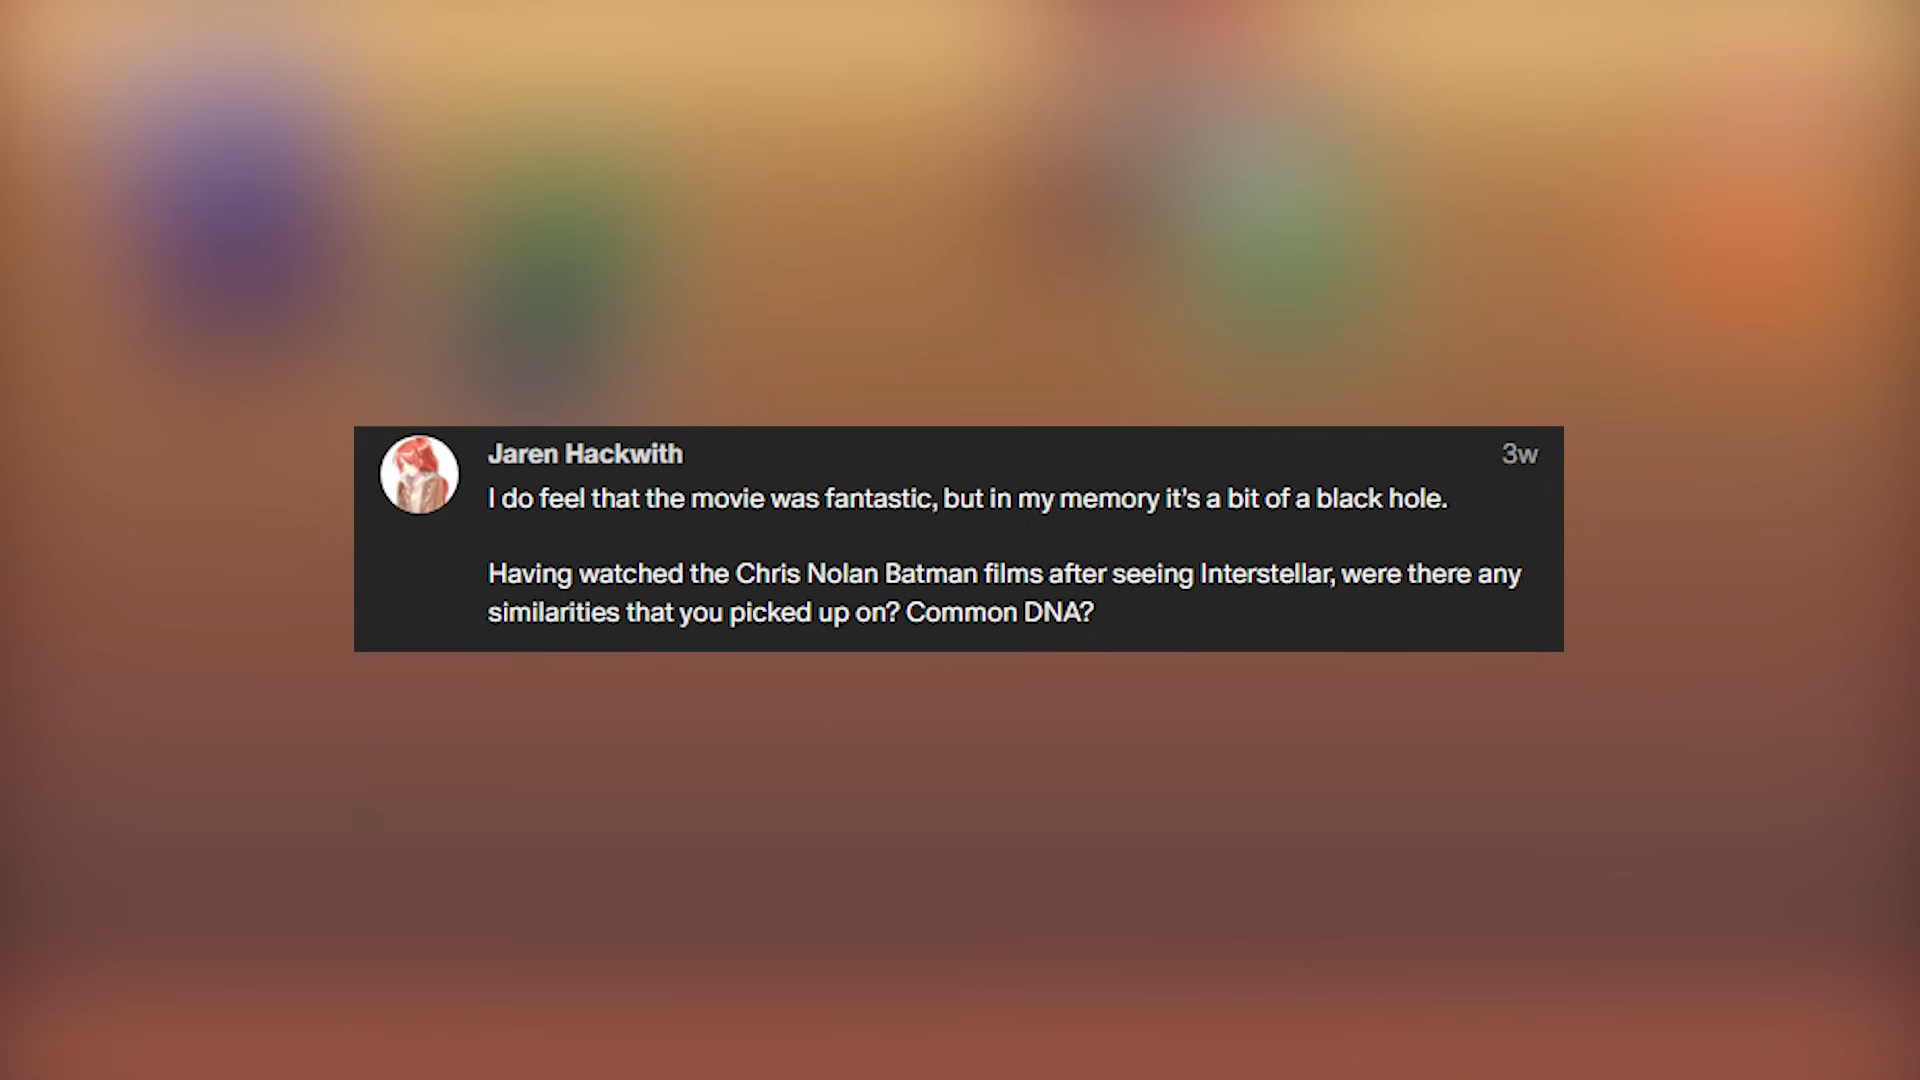 Jaren Hackwith
3w
I do feel that the movie was fantastic, but in my memory it's a bit of a black hole.
Having watched the Chris Nolan Batman films after seeing Interstellar, were there any
similarities that you picked up on? Common DNA?